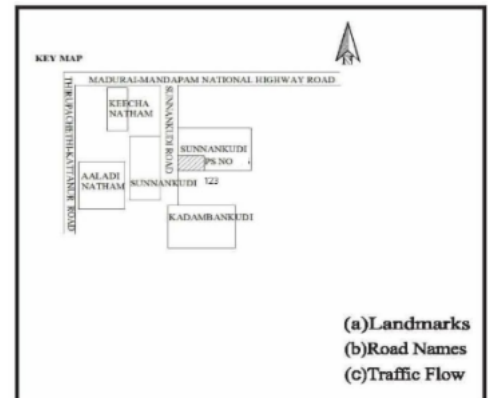 KEY MAP
N
MADURAI-MANDAPAM NATIONAL HIGHWAY ROAD
THIRUPACHETHI-KATTANUR ROAD
KEECHA
NATHAM
SUNNANKUDI ROAD
SUNNANKUDI
PS NO
123
AALADI
NATHAM
SUNNANKUDI
KADAMBANKUDI
(a)Landmarks
(b)Road Names
(c)Traffic Flow